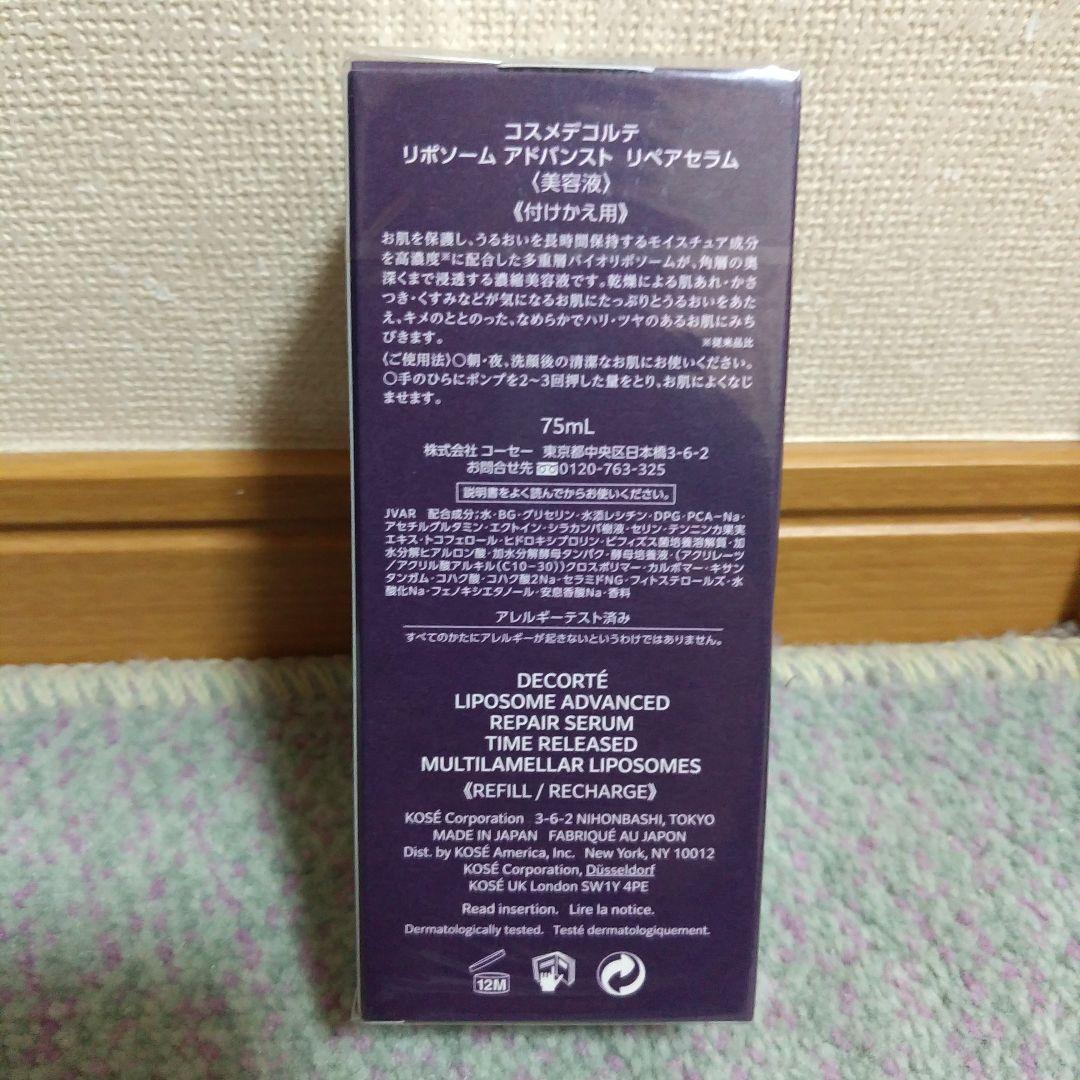 コスメデコルテ
リポソーム アドバンスト リペアセラム
〈美容液〉
《付けかえ用》
お肌を保護し、うるおいを長時間保持するモイスチュア成分
を高濃度※に配合した多重層バイオリポソームが、角層の奥
深くまで浸透する濃縮美容液です。乾燥による肌あれ・かさ
つき・くすみなどが気になるお肌にたっぷりとうるおいをあた
え、キメのととのった、なめらかでハリ・ツヤのあるお肌にみち
びきます。 ※従来品比
〈ご使用法〉○朝・夜、洗顔後の清潔なお肌にお使いください。
○手のひらにポンプを2～3回押した量をとり、お肌によくなじ
ませます。
75mL
株式会社 コーセー 東京都中央区日本橋3-6-2
お問合せ先 0120-763-325
説明書をよく読んでからお使いください。
JVAR 配合成分；水・BG・グリセリン・水添レシチン・DPG・PCA-Na・
アセチルグルタミン・エクトイン・シラカンバ樹液・セリン・テンニンカ果実
エキス・トコフェロール・ヒドロキシプロリン・ビフィズス菌培養溶解質・加
水分解ヒアルロン酸・加水分解酵母タンパク・酵母培養液・（アクリレーツ
／アクリル酸アルキル（C10-30））クロスポリマー・カルボマー・キサン
タンガム・コハク酸・コハク酸2Na・セラミドNG・フィトステロールズ・水
酸化Na・フェノキシエタノール・安息香酸Na・香料
アレルギーテスト済み
すべてのかたにアレルギーが起きないというわけではありません。
DECORTÉ
LIPOSOME ADVANCED
REPAIR SERUM
TIME RELEASED
MULTILAMELLAR LIPOSOMES
《REFILL / RECHARGE》
KOSÉ Corporation 3-6-2 NIHONBASHI, TOKYO
MADE IN JAPAN FABRIQUÉ AU JAPON
Dist. by KOSÉ America, Inc. New York, NY 10012
KOSÉ Corporation, Düsseldorf
KOSÉ UK London SW1Y 4PE
Read insertion. Lire la notice.
Dermatologically tested. Testé dermatologiquement.
12M